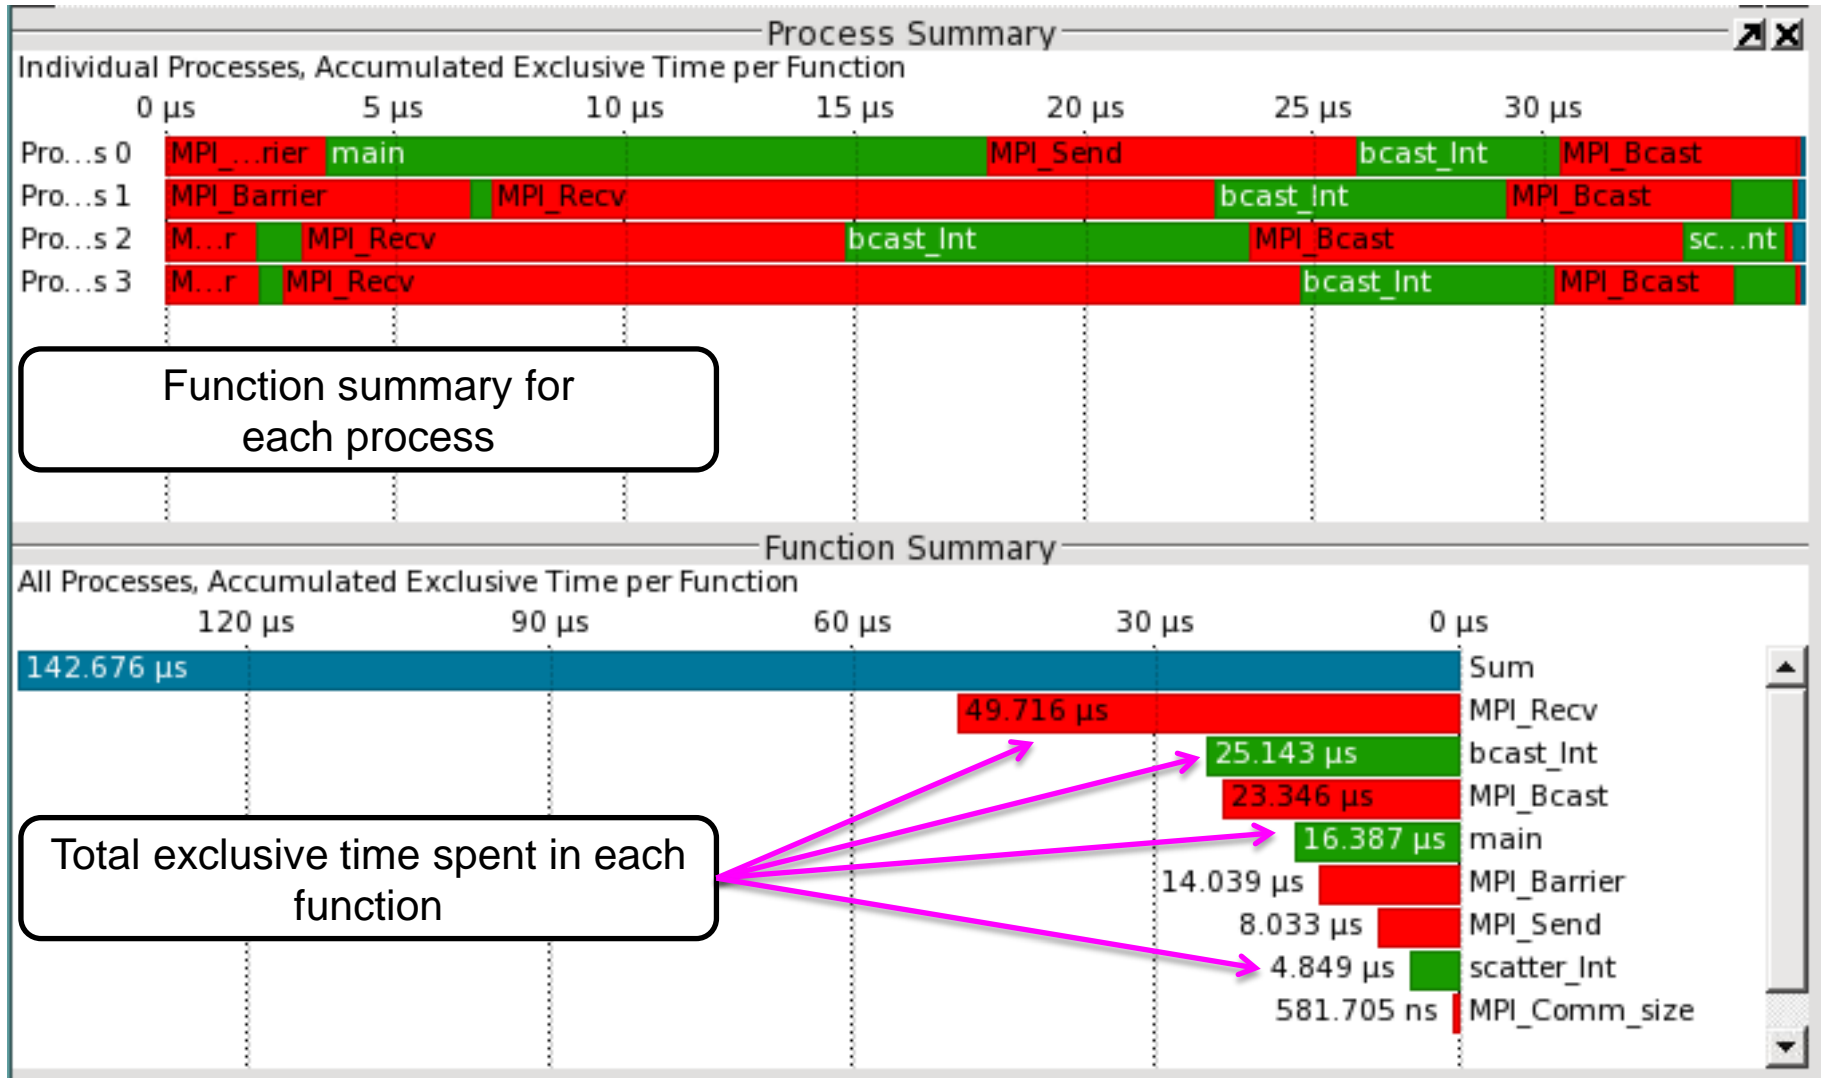 Process Summary
Individual Processes, Accumulated Exclusive Time per Function
0 µs 5 µs 10 µs 15 µs 20 µs 25 µs 30 µs
Pro...s 0 MPI_...rier main MPI_Send bcast_Int MPI_Bcast
Pro...s 1 MPI_Barrier MPI_Recv bcast_Int MPI_Bcast
Pro...s 2 M...r MPI_Recv bcast_Int MPI_Bcast sc...nt
Pro...s 3 M...r MPI_Recv bcast_Int MPI_Bcast
Function summary for
each process
Function Summary
All Processes, Accumulated Exclusive Time per Function
120 µs 90 µs 60 µs 30 µs 0 µs
142.676 µs Sum
49.716 µs MPI_Recv
25.143 µs bcast_Int
23.346 µs MPI_Bcast
16.387 µs main
14.039 µs MPI_Barrier
8.033 µs MPI_Send
4.849 µs scatter_Int
581.705 ns MPI_Comm_size
Total exclusive time spent in each
function